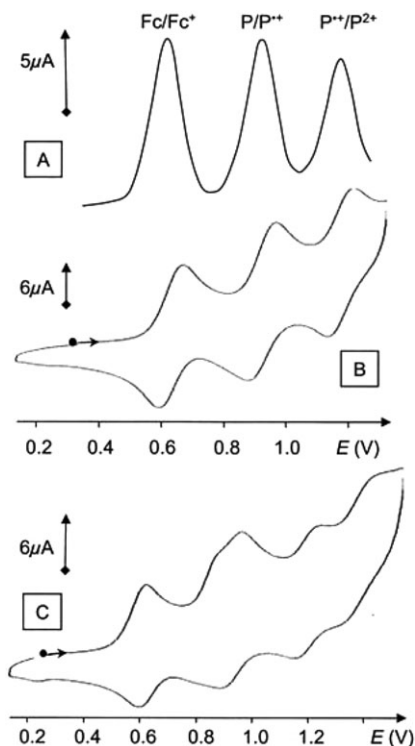 Fc/Fc⁺ P/P•⁺ P•⁺/P²⁺
5μA
A
6μA
B
0.2 0.4 0.6 0.8 1.0 E (V)
6μA
C
0.2 0.4 0.6 0.8 1.0 1.2 E (V)